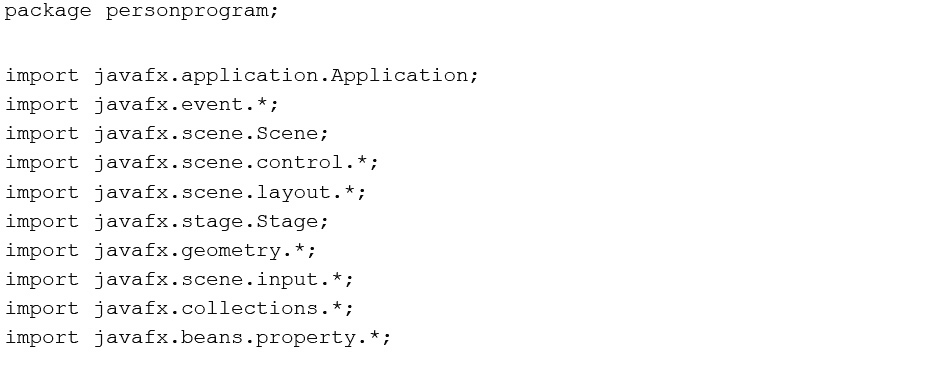 package personprogram;
import javafx.application.Application;
import javafx.event.*;
import javafx.scene.Scene;
import javafx.scene.control.*;
import javafx.scene.layout.*;
import javafx.stage.Stage;
import javafx.geometry.*;
import javafx.scene.input.*;
import javafx.collections.*;
import javafx.beans.property.*;